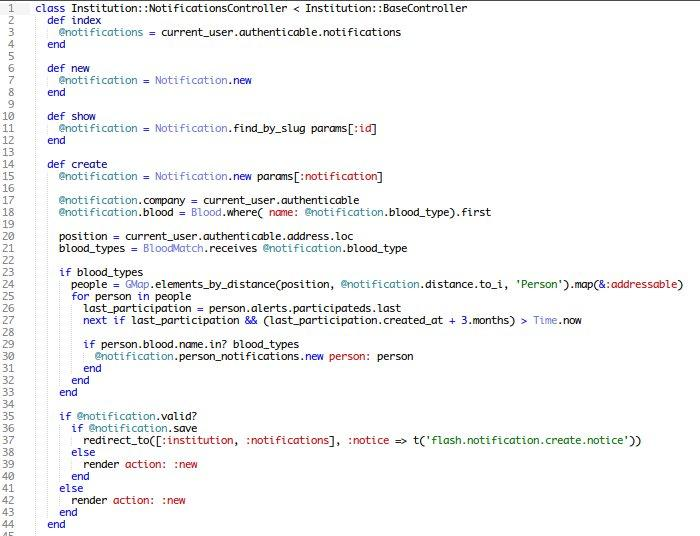 1 class Institution::NotificationsController < Institution::BaseController
2   def index
3     @notifications = current_user.authenticable.notifications
4   end
5
6   def new
7     @notification = Notification.new
8   end
9
10   def show
11     @notification = Notification.find_by_slug params[:id]
12   end
13
14   def create
15     @notification = Notification.new params[:notification]
16
17     @notification.company = current_user.authenticable
18     @notification.blood = Blood.where( name: @notification.blood_type).first
19
20     position = current_user.authenticable.address.loc
21     blood_types = BloodMatch.receives @notification.blood_type
22
23     if blood_types
24       people = GMap.elements_by_distance(position, @notification.distance.to_i, 'Person').map(&:addressable)
25       for person in people
26         last_participation = person.alerts.participateds.last
27         next if last_participation && (last_participation.created_at + 3.months) > Time.now
28
29         if person.blood.name.in? blood_types
30           @notification.person_notifications.new person: person
31         end
32       end
33     end
34
35     if @notification.valid?
36       if @notification.save
37         redirect_to([:institution, :notifications], :notice => t('flash.notification.create.notice'))
38       else
39         render action: :new
40       end
41     else
42       render action: :new
43     end
44   end
45